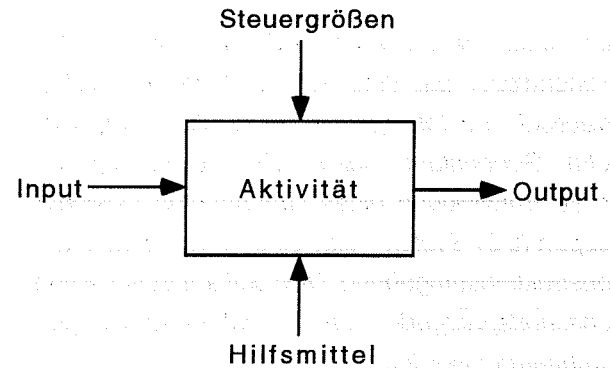 Steuergrößen
Input
Aktivität
Output
Hilfsmittel